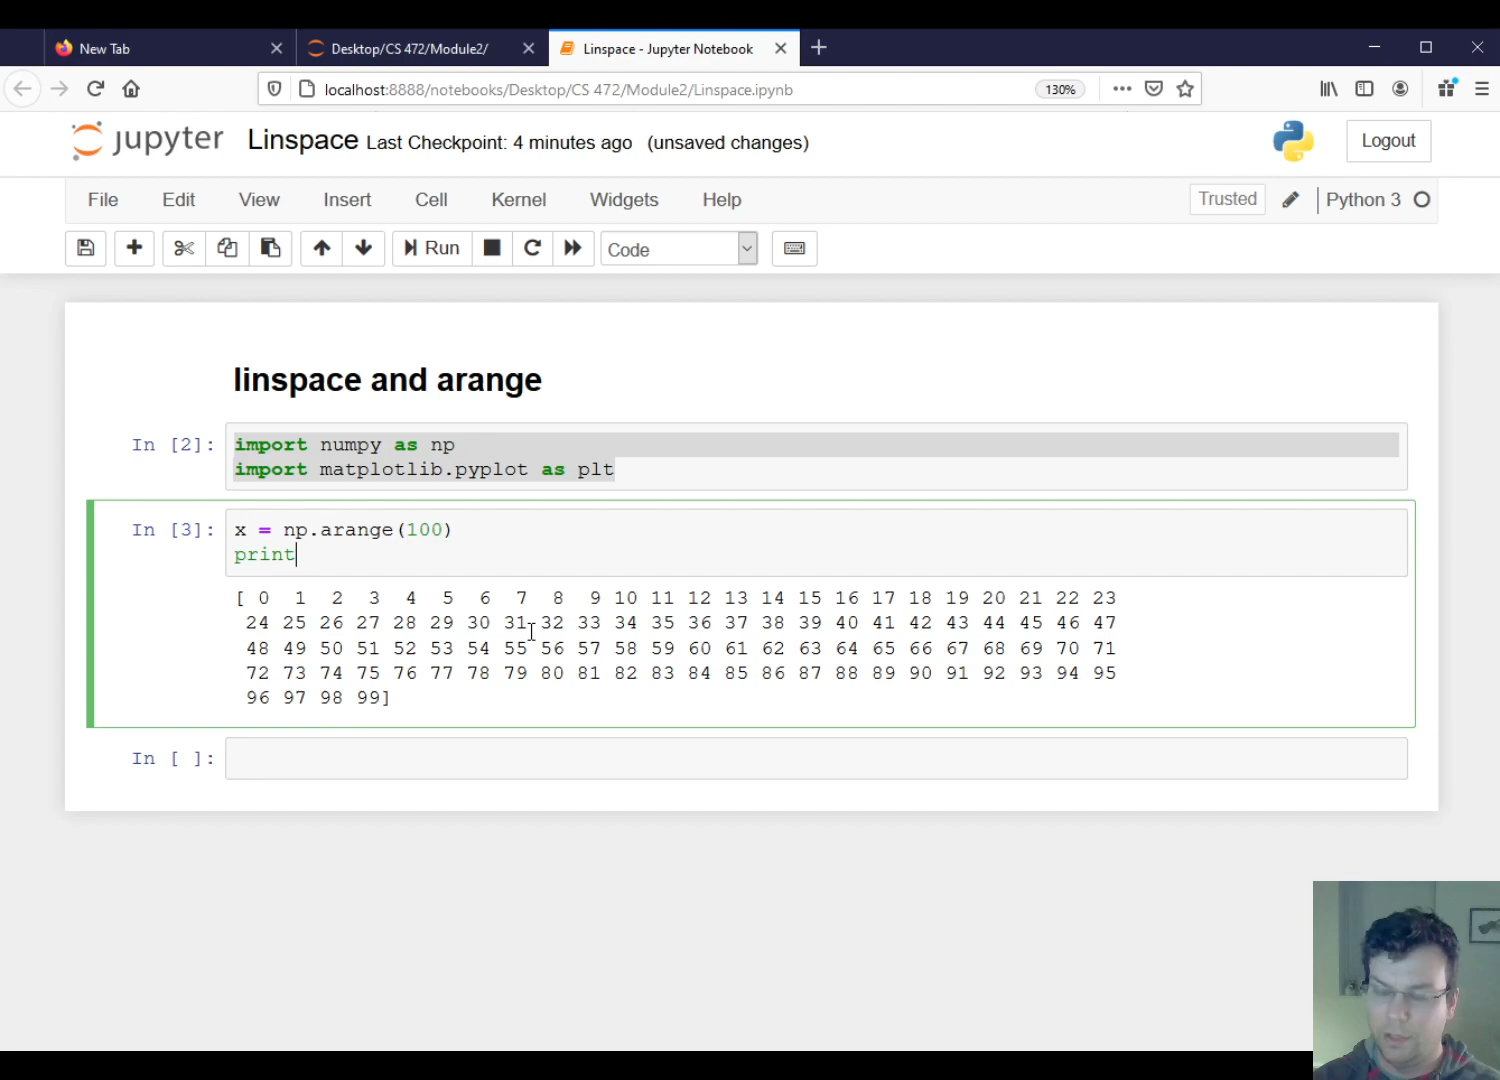 New Tab
Desktop/CS 472/Module2/
Linspace - Jupyter Notebook
localhost:8888/notebooks/Desktop/CS 472/Module2/Linspace.ipynb
130%
jupyter Linspace Last Checkpoint: 4 minutes ago (unsaved changes)
Logout
File Edit View Insert Cell Kernel Widgets Help
Trusted
Python 3
Run
Code
linspace and arange
In [2]: import numpy as np
import matplotlib.pyplot as plt
In [3]: x = np.arange(100)
print
[ 0 1 2 3 4 5 6 7 8 9 10 11 12 13 14 15 16 17 18 19 20 21 22 23
24 25 26 27 28 29 30 31 32 33 34 35 36 37 38 39 40 41 42 43 44 45 46 47
48 49 50 51 52 53 54 55 56 57 58 59 60 61 62 63 64 65 66 67 68 69 70 71
72 73 74 75 76 77 78 79 80 81 82 83 84 85 86 87 88 89 90 91 92 93 94 95
96 97 98 99]
In [ ]: